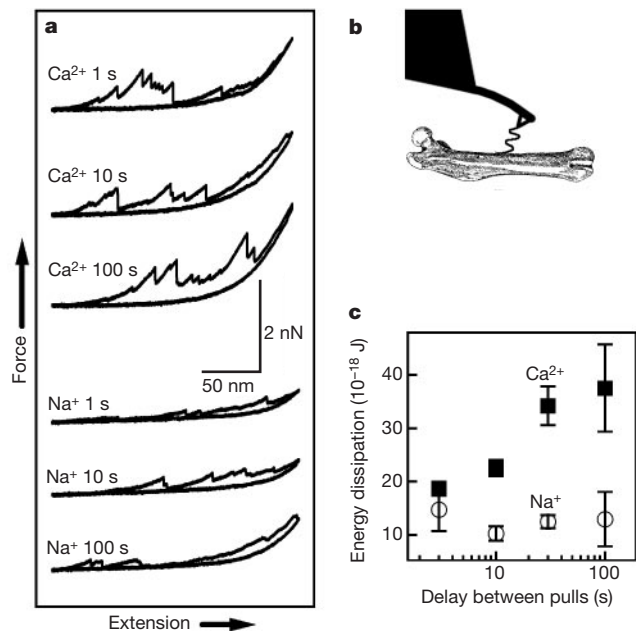 a
Ca²⁺ 1 s
Ca²⁺ 10 s
Ca²⁺ 100 s
2 nN
50 nm
Na⁺ 1 s
Na⁺ 10 s
Na⁺ 100 s
Force
Extension
b
c
Energy dissipation (10⁻¹⁸ J)
40
30
20
10
Ca²⁺
Na⁺
10
100
Delay between pulls (s)